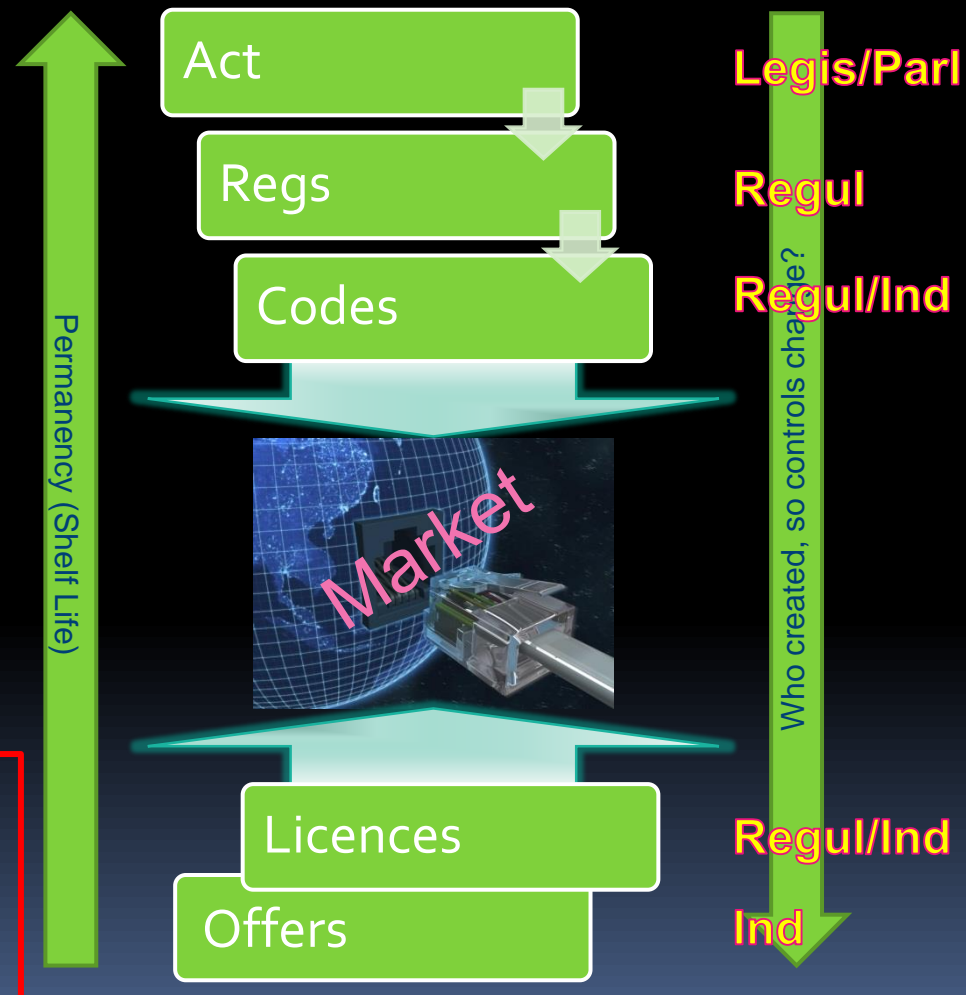 Act
Legis/Parl
Regs
Regul
Codes
Regul/Ind
Permanency (Shelf Life)
Who created, so controls change?
Market
Licences
Regul/Ind
Offers
Ind